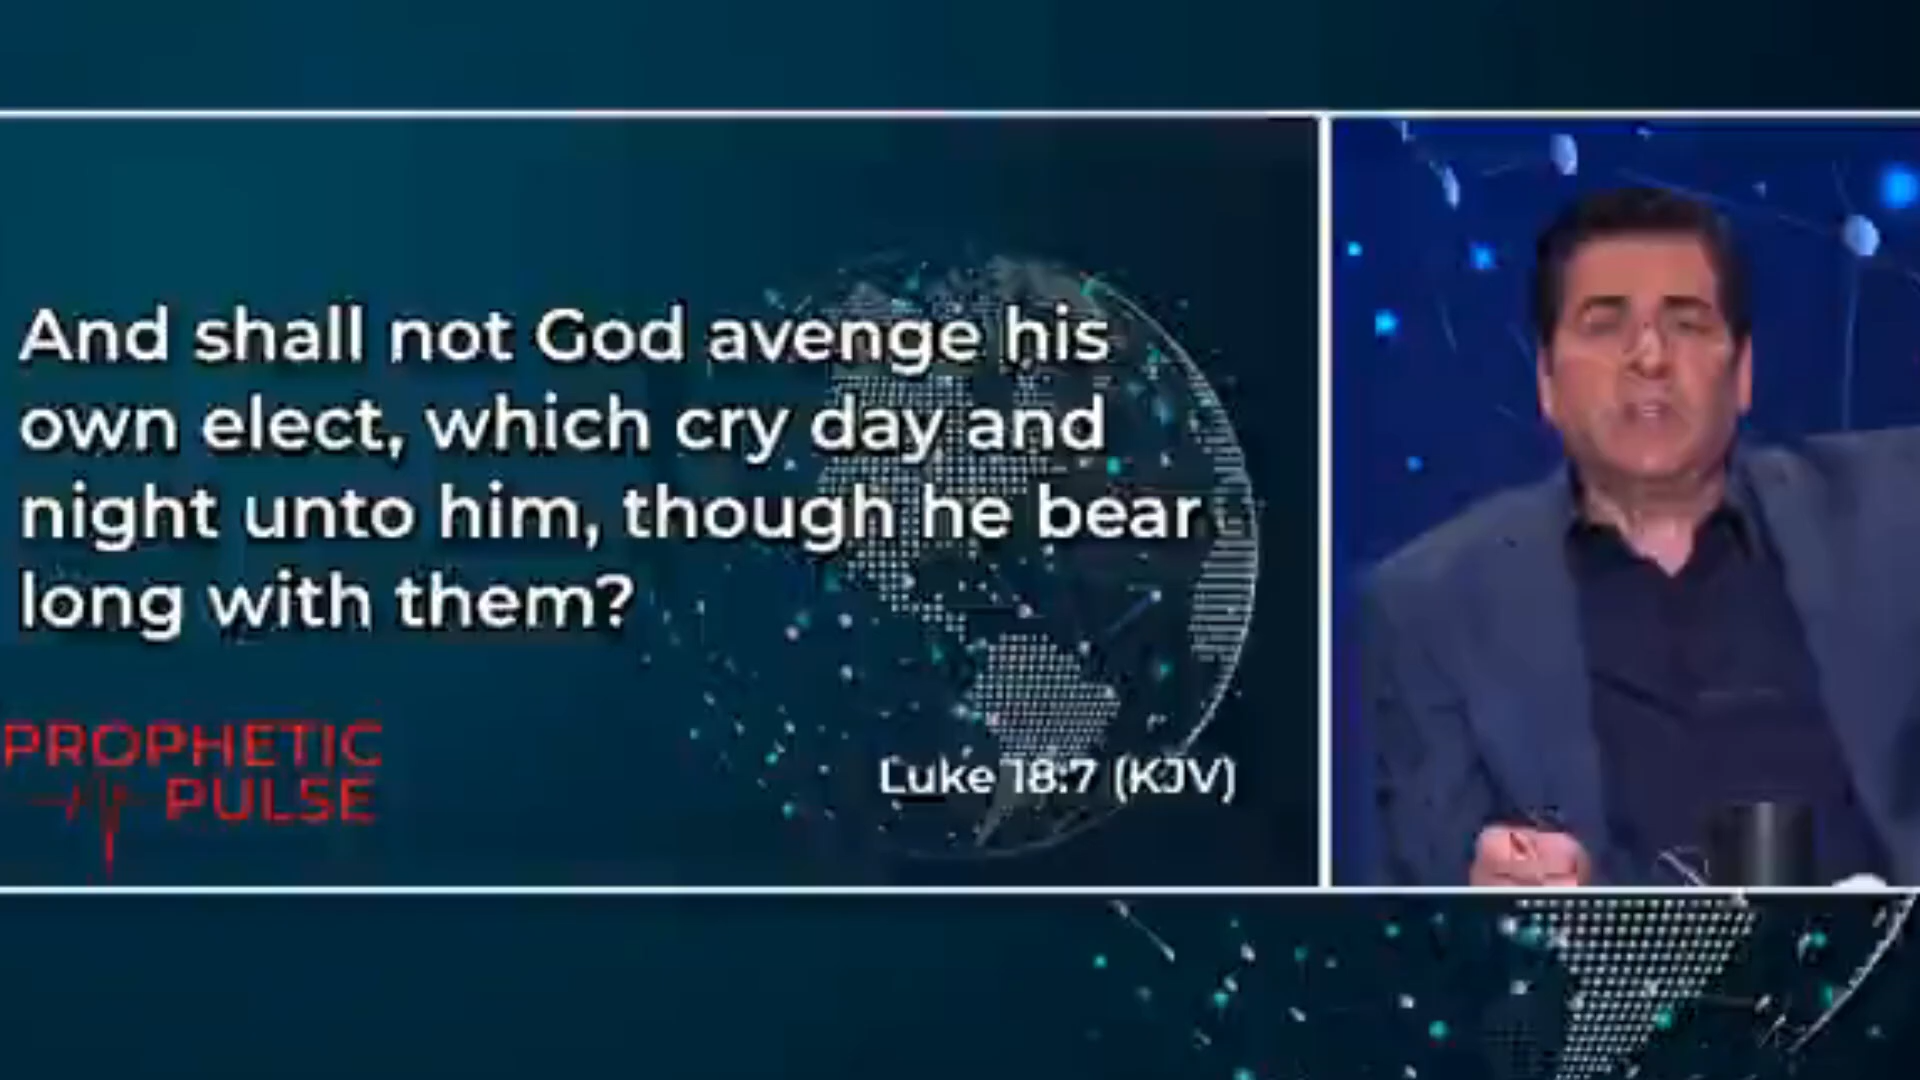 And shall not God avenge his
own elect, which cry day and
night unto him, though he bear
long with them?
PROPHETIC
PULSE
Luke 18:7 (KJV)